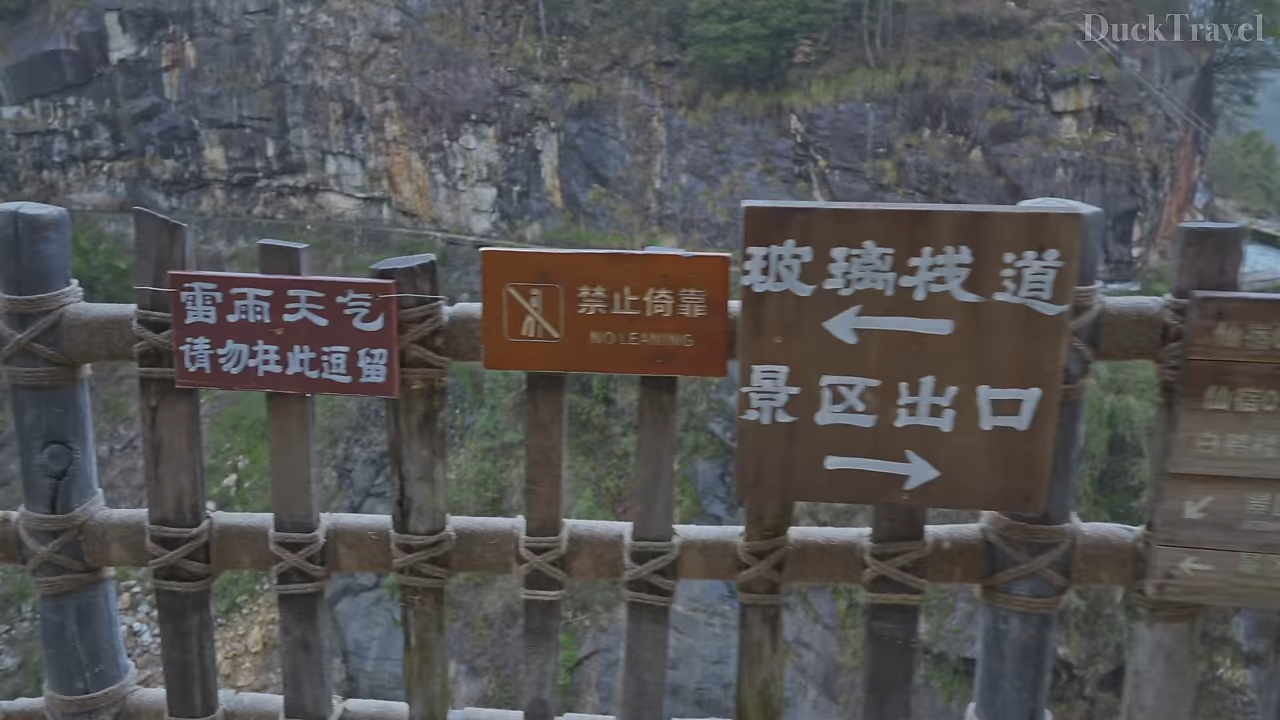 DuckTravel
雷雨天气
请勿在此逗留
禁止倚靠
NO LEANING
玻璃栈道
景区出口